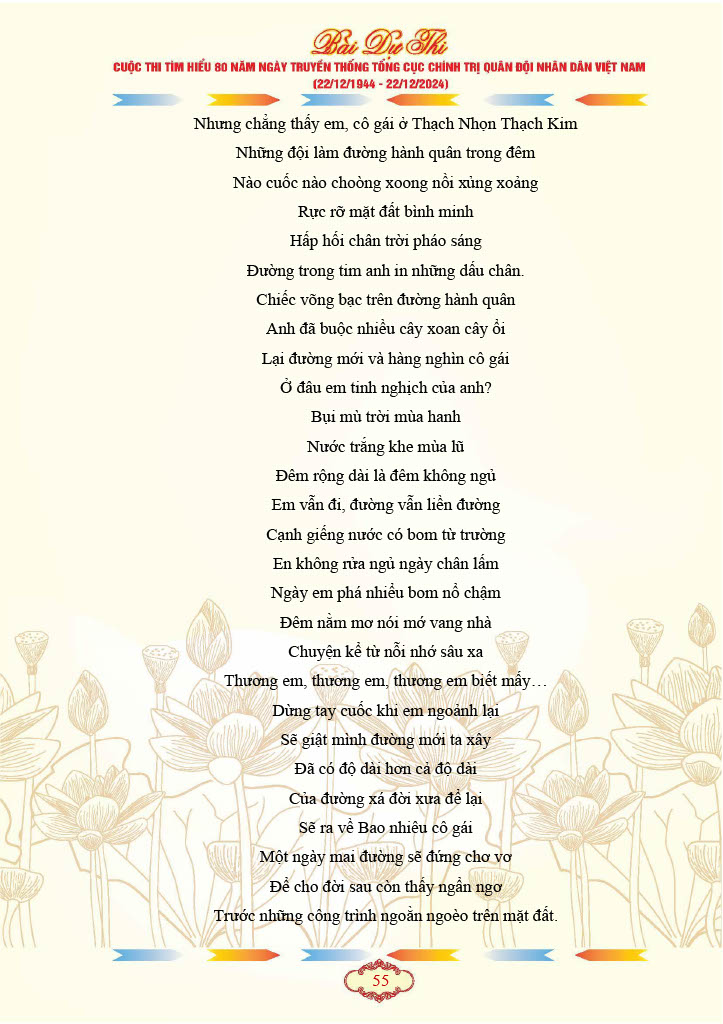 Bài Dự Thi
CUỘC THI TÌM HIỂU 80 NĂM NGÀY TRUYỀN THỐNG TỔNG CỤC CHÍNH TRỊ QUÂN ĐỘI NHÂN DÂN VIỆT NAM
(22/12/1944 - 22/12/2024)
Nhưng chẳng thấy em, cô gái ở Thạch Nhọn Thạch Kim
Những đội làm đường hành quân trong đêm
Nào cuốc nào choòng xoong nồi xủng xoảng
Rực rỡ mặt đất bình minh
Hấp hối chân trời pháo sáng
Đường trong tim anh in những dấu chân.
Chiếc võng bạc trên đường hành quân
Anh đã buộc nhiều cây xoan cây ổi
Lại đường mới và hàng nghìn cô gái
Ở đâu em tinh nghịch của anh?
Bụi mù trời mùa hanh
Nước trắng khe mùa lũ
Đêm rộng dài là đêm không ngủ
Em vẫn đi, đường vẫn liền đường
Cạnh giếng nước có bom từ trường
En không rửa ngủ ngày chân lấm
Ngày em phá nhiều bom nổ chậm
Đêm nằm mơ nói mớ vang nhà
Chuyện kể từ nỗi nhớ sâu xa
Thương em, thương em, thương em biết mấy…
Dừng tay cuốc khi em ngoảnh lại
Sẽ giật mình đường mới ta xây
Đã có độ dài hơn cả độ dài
Của đường xá đời xưa để lại
Sẽ ra về Bao nhiêu cô gái
Một ngày mai đường sẽ đứng chơ vơ
Để cho đời sau còn thấy ngẩn ngơ
Trước những công trình ngoằn ngoèo trên mặt đất.
55